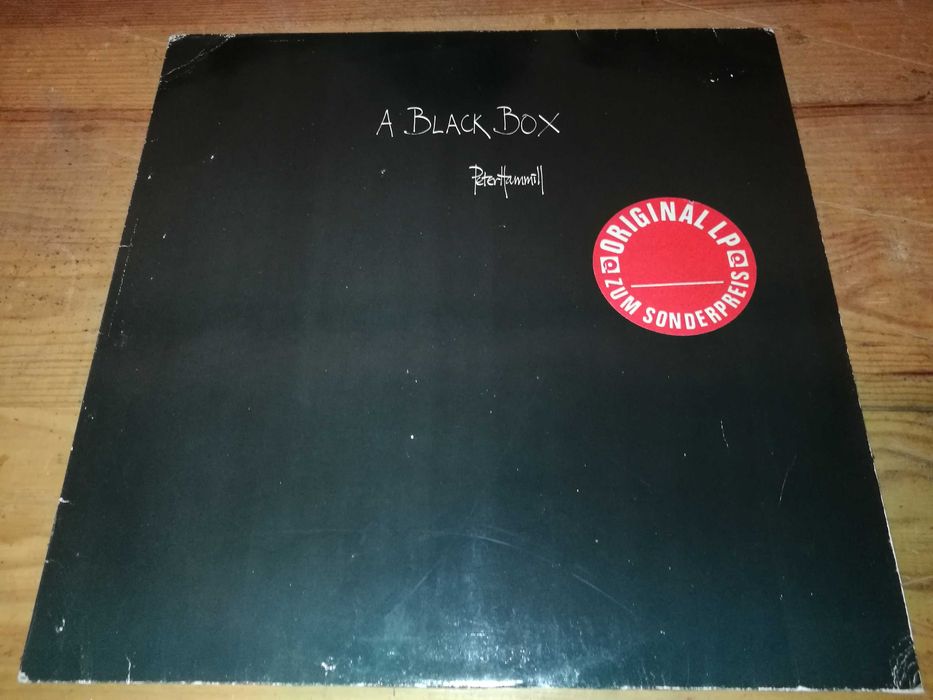 A BLACK BOX
Peter Hammill
ORIGINAL LP
ZUM SONDERPREIS